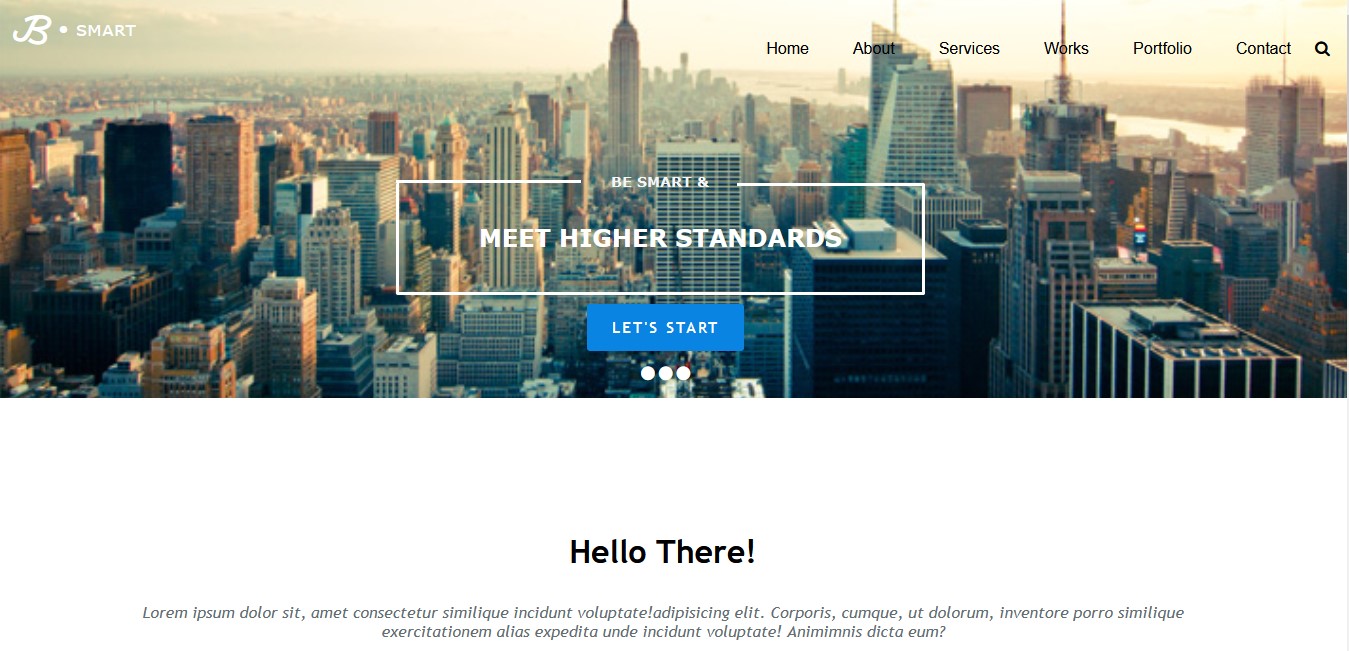 B • SMART
Home About Services Works Portfolio Contact
BE SMART &
MEET HIGHER STANDARDS
LET'S START
Hello There!
Lorem ipsum dolor sit, amet consectetur similique incidunt voluptate!adipisicing elit. Corporis, cumque, ut dolorum, inventore porro similique
exercitationem alias expedita unde incidunt voluptate! Animimnis dicta eum?